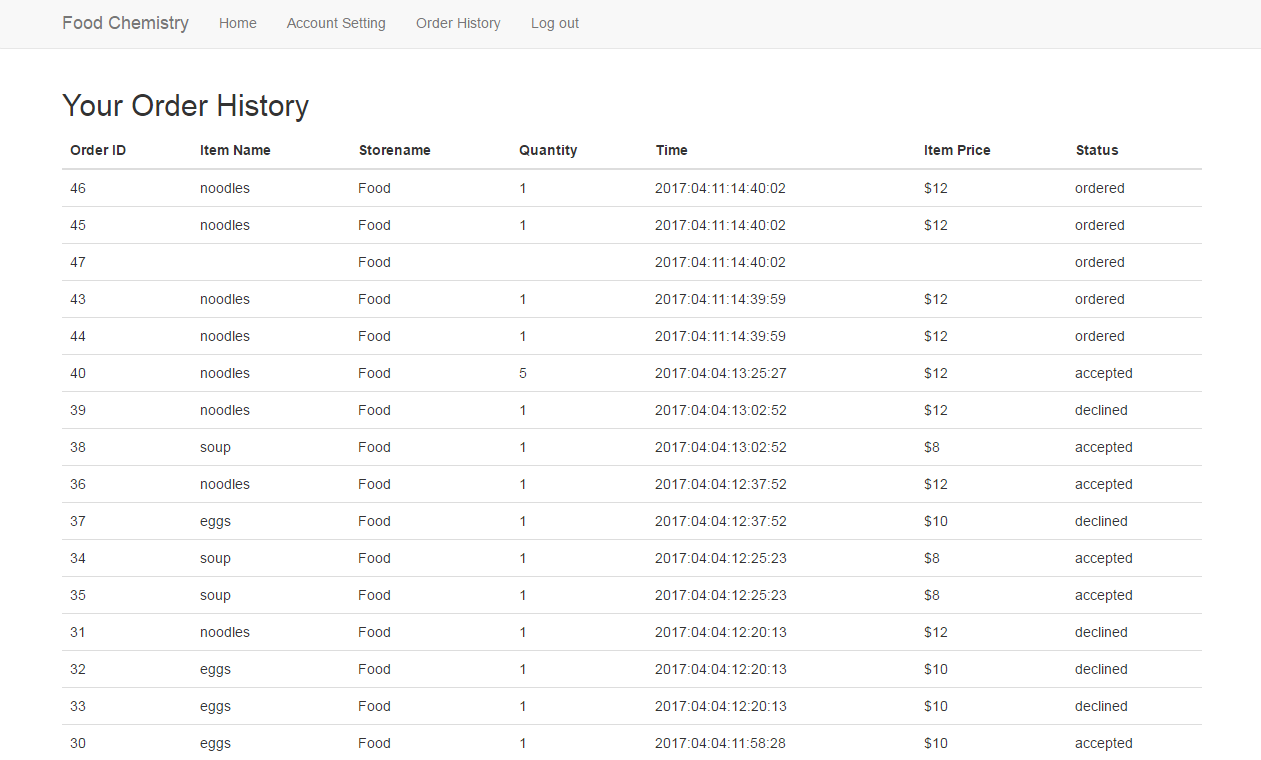 Food Chemistry Home Account Setting Order History Log out
Your Order History
Order ID Item Name Storename Quantity Time Item Price Status
46 noodles Food 1 2017:04:11:14:40:02 $12 ordered
45 noodles Food 1 2017:04:11:14:40:02 $12 ordered
47 Food 2017:04:11:14:40:02 ordered
43 noodles Food 1 2017:04:11:14:39:59 $12 ordered
44 noodles Food 1 2017:04:11:14:39:59 $12 ordered
40 noodles Food 5 2017:04:04:13:25:27 $12 accepted
39 noodles Food 1 2017:04:04:13:02:52 $12 declined
38 soup Food 1 2017:04:04:13:02:52 $8 accepted
36 noodles Food 1 2017:04:04:12:37:52 $12 accepted
37 eggs Food 1 2017:04:04:12:37:52 $10 declined
34 soup Food 1 2017:04:04:12:25:23 $8 accepted
35 soup Food 1 2017:04:04:12:25:23 $8 accepted
31 noodles Food 1 2017:04:04:12:20:13 $12 declined
32 eggs Food 1 2017:04:04:12:20:13 $10 declined
33 eggs Food 1 2017:04:04:12:20:13 $10 declined
30 eggs Food 1 2017:04:04:11:58:28 $10 accepted